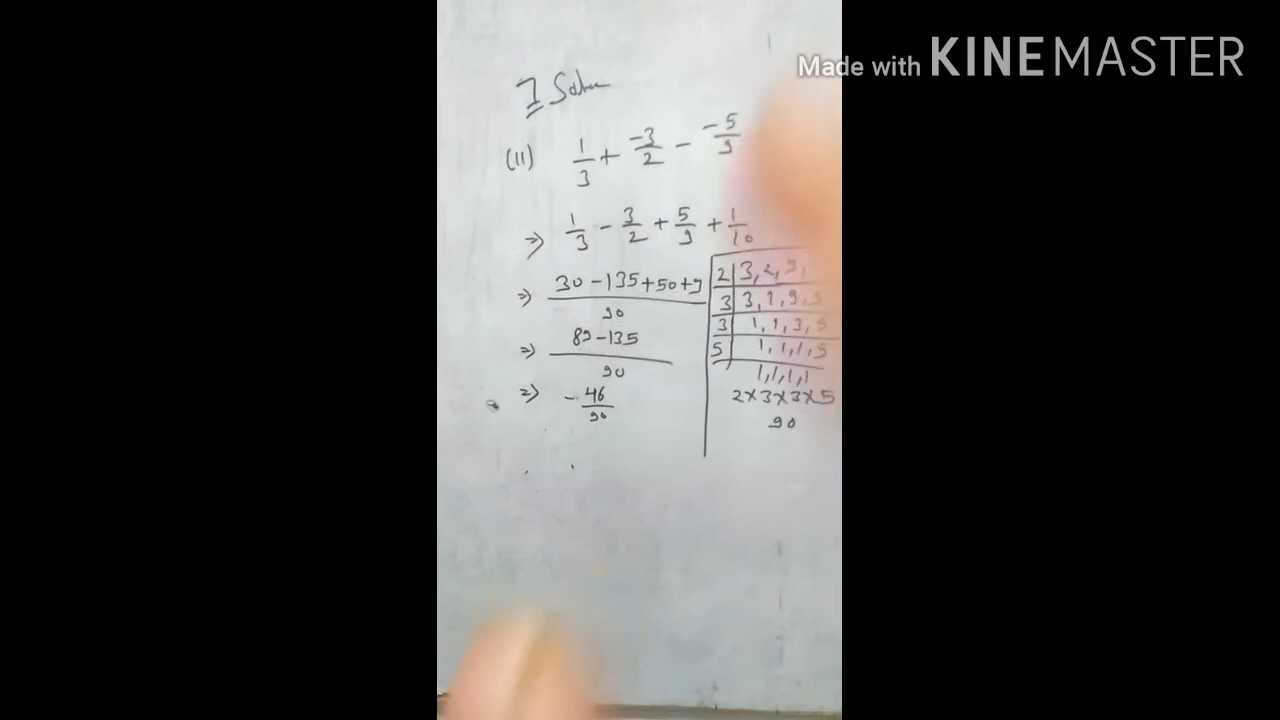 Made with KINEMASTER
I Solve
(11) 1/3 + -3/2 - -5/9
⇒ 1/3 - 3/2 + 5/9 + 1/10
⇒ 30 - 135 + 50 + 9 / 90
⇒ 89 - 135 / 90
⇒ - 46/90
2 | 3, 2, 9,
3 | 3, 1, 9, 5
3 | 1, 1, 3, 5
5 | 1, 1, 1, 5
1, 1, 1, 1
2×3×3×5
90